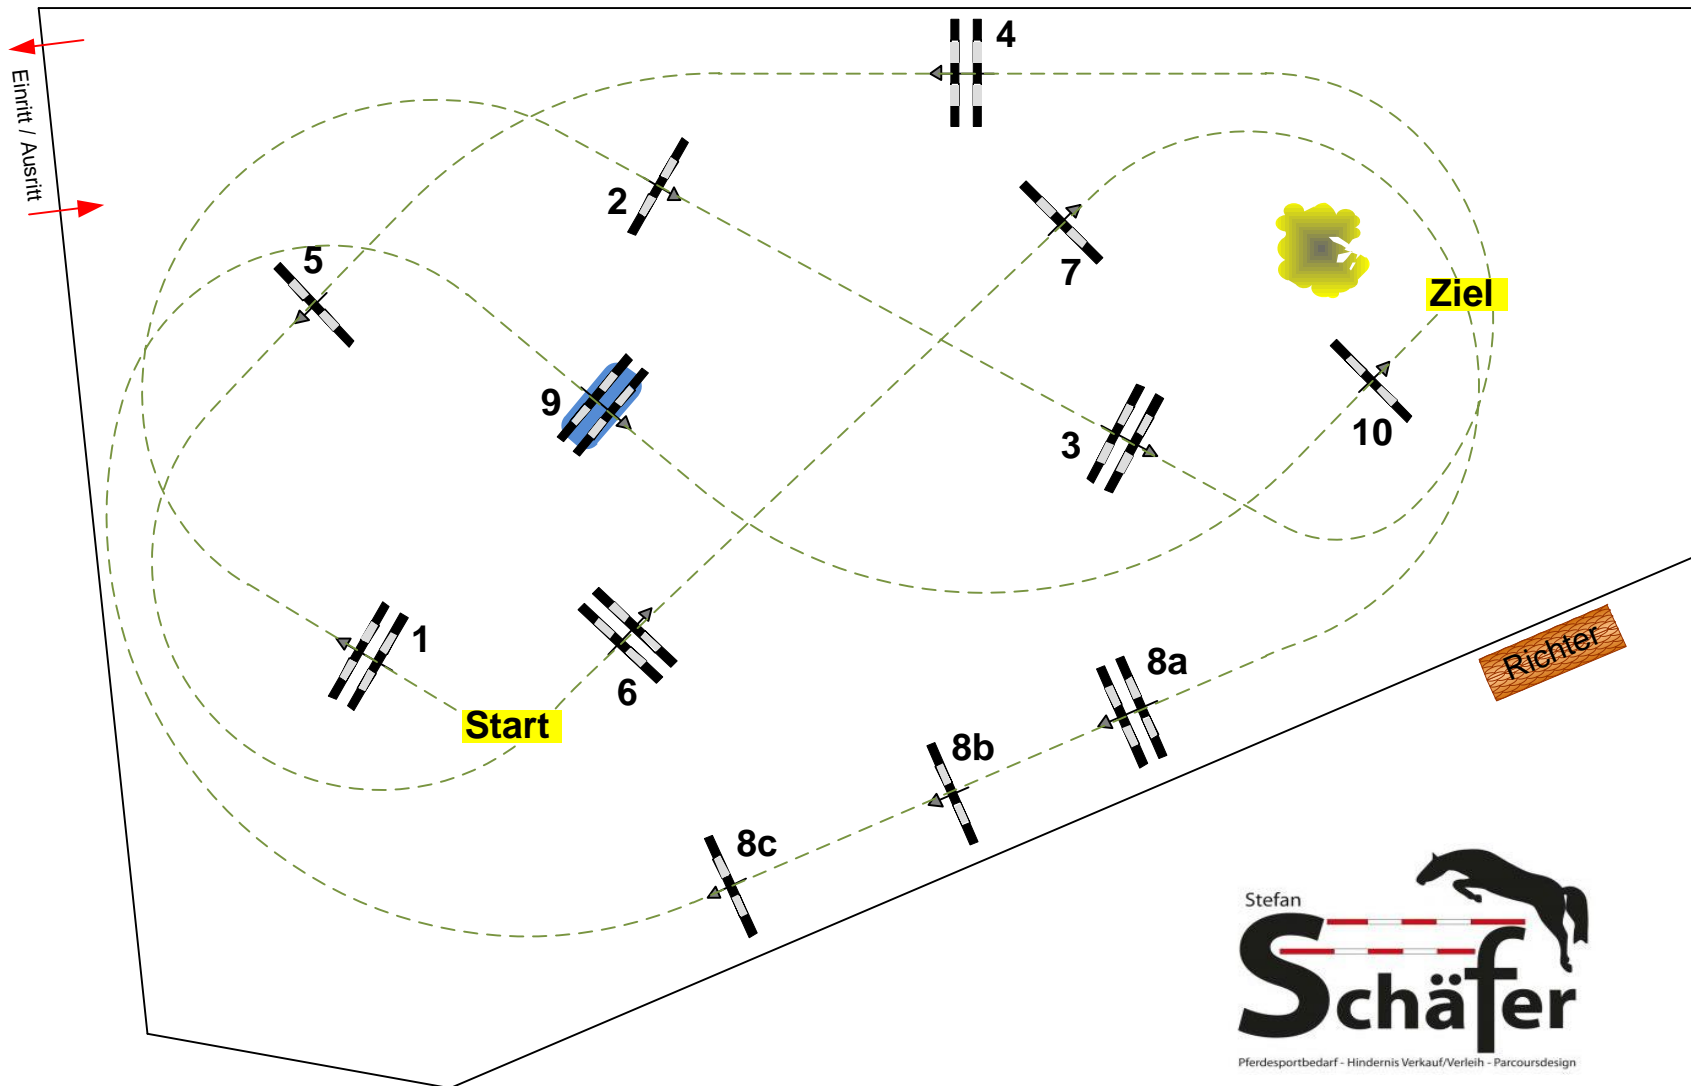 4
Einritt / Ausritt
2
5
7
Ziel
9
3
10
1
6
8a
Richter
Start
8b
8c
Stefan
Schäfer
Pferdesportbedarf - Hindernis Verkauf/Verleih - Parcoursdesign